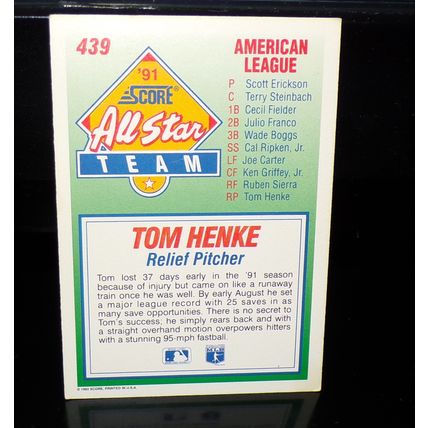 439
'91
SCORE®
All Star
TEAM
AMERICAN
LEAGUE
P Scott Erickson
C Terry Steinbach
1B Cecil Fielder
2B Julio Franco
3B Wade Boggs
SS Cal Ripken, Jr.
LF Joe Carter
CF Ken Griffey, Jr.
RF Ruben Sierra
RP Tom Henke
TOM HENKE
Relief Pitcher
Tom lost 37 days early in the '91 season
because of injury but came on like a runaway
train once he was well. By early August he set
a major league record with 25 saves in as
many save opportunities. There is no secret to
Tom's success; he simply rears back and with
a straight overhand motion overpowers hitters
with a stunning 95-mph fastball.
© 1992 SCORE, PRINTED IN U.S.A.